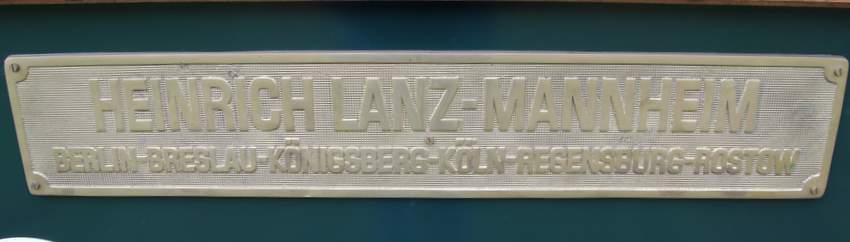 HEINRICH LANZ-MANNHEIM
BERLIN-BRESLAU-KÖNIGSBERG-KÖLN-REGENSBURG-ROSTOW